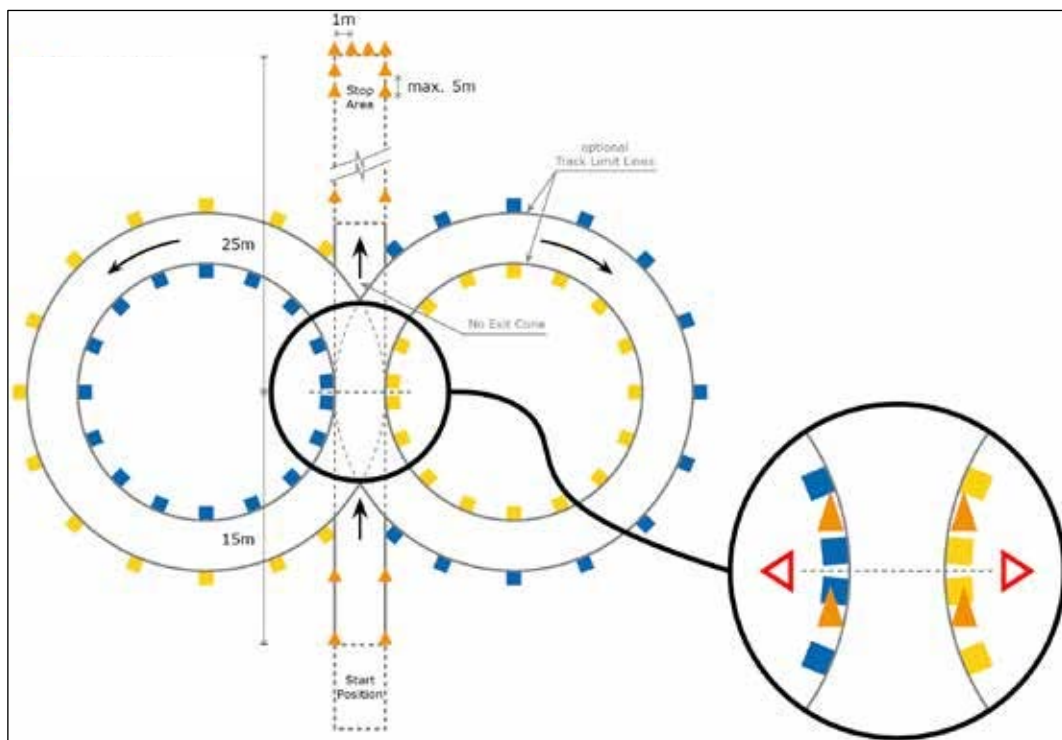 1m
max. 5m
Stop
Area
optional
Track Limit Lines
25m
No Exit Cone
15m
Start
Position